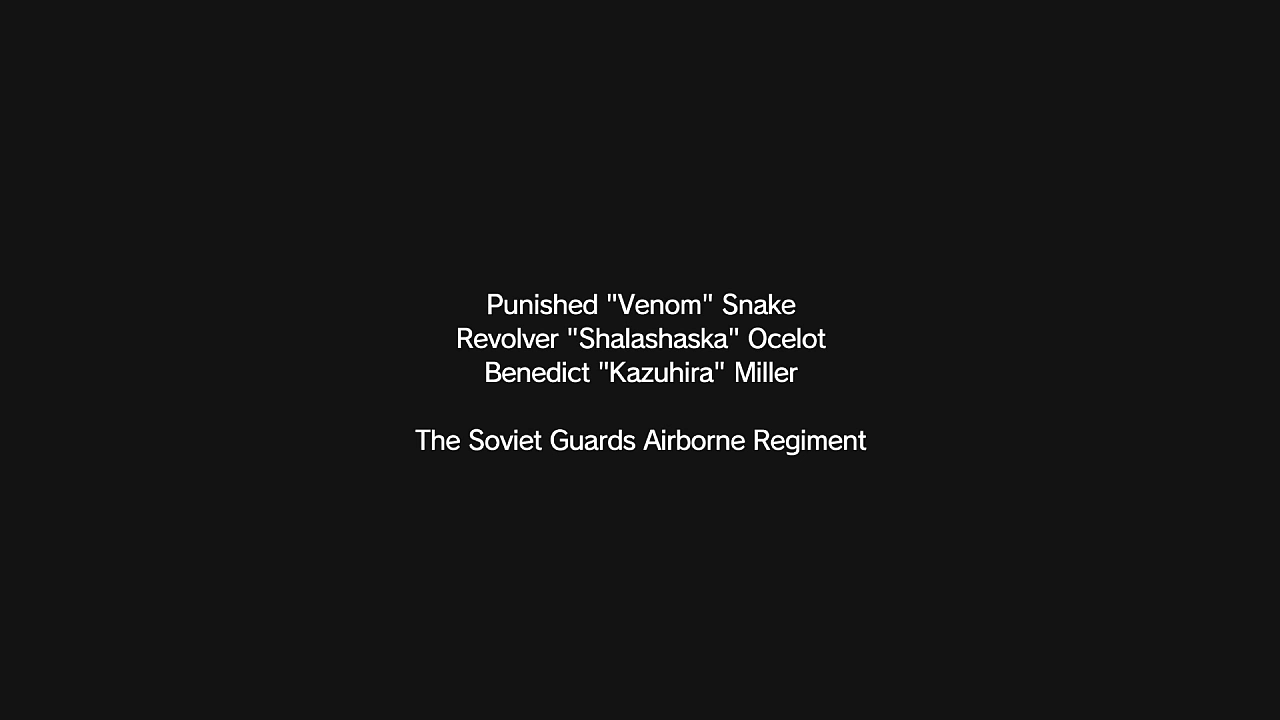 Punished "Venom" Snake
Revolver "Shalashaska" Ocelot
Benedict "Kazuhira" Miller
The Soviet Guards Airborne Regiment